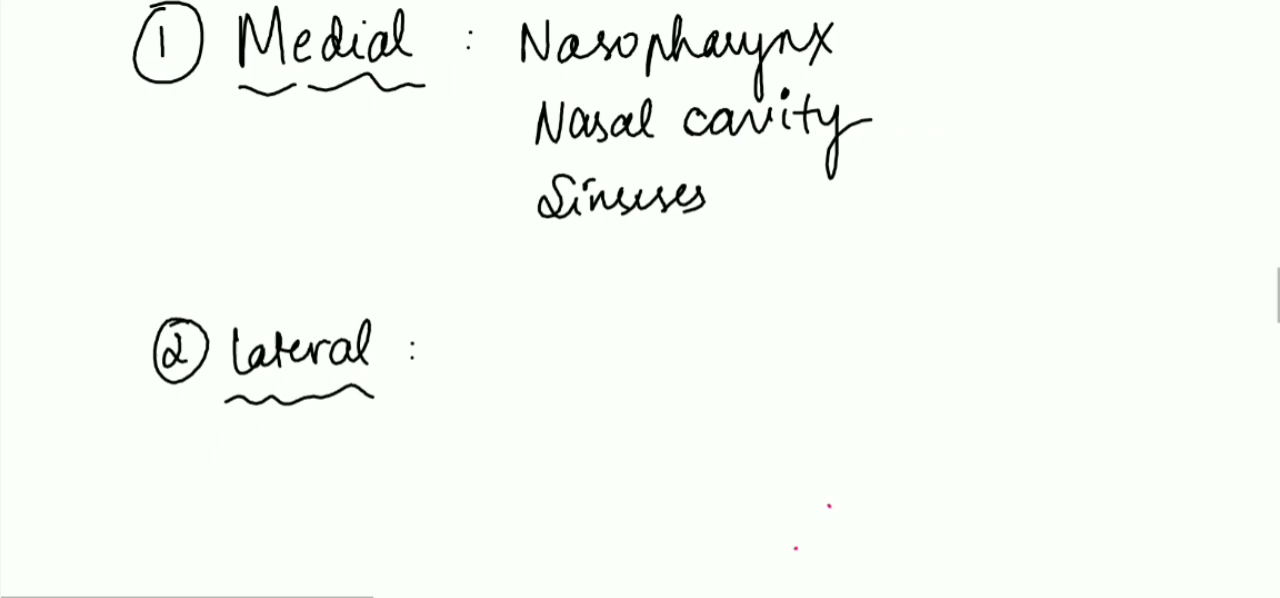 ① Medial : Nasopharynx
Nasal cavity
Sinuses
② Lateral :